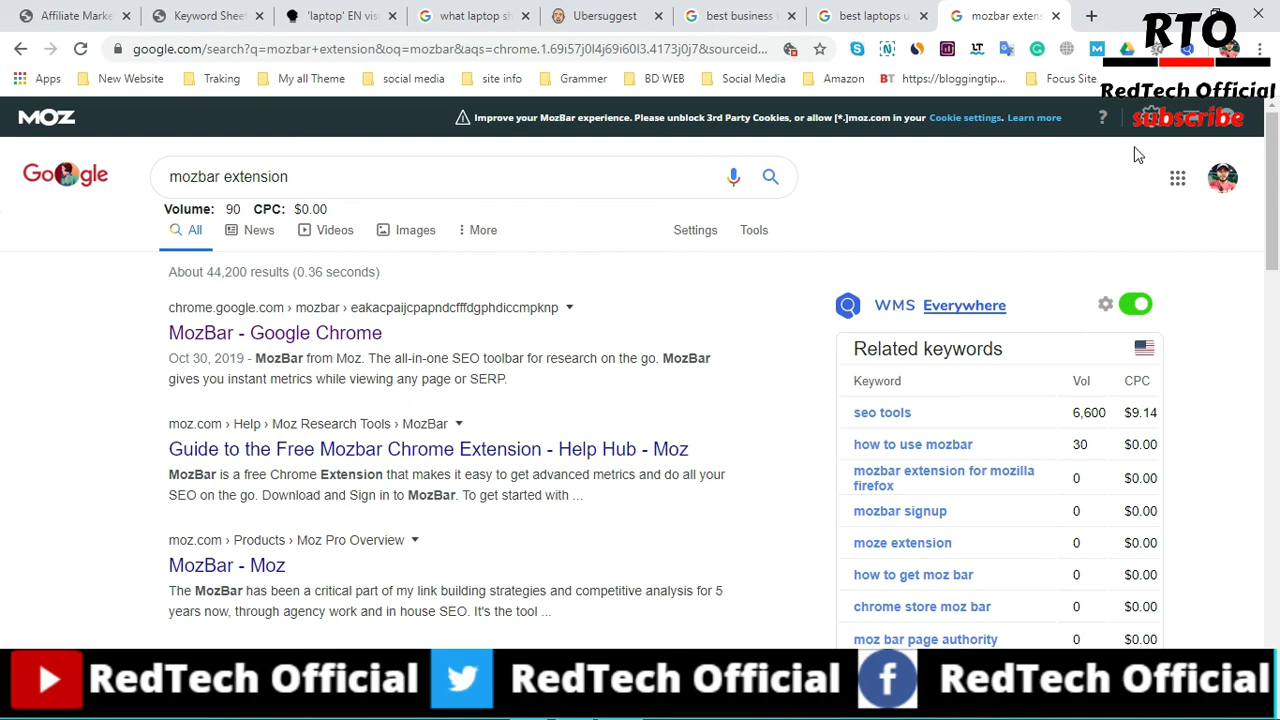 Affiliate Marke
Keyword Shee
'laptop' EN vis
what laptop sh
Ubersuggest
best business
best laptops u
mozbar exten
RTO
google.com/search?q=mozbar+extension&oq=mozbar&aqs=chrome.1.69i57j0l4j69i60l3.4173j0j7&sourceid...
Apps
New Website
Traking
My all Theme
social media
site info
Grammer
BD WEB
Social Media
Amazon
BT https://bloggingtip...
Focus Site
RedTech Official
MOZ
Improve your MozBar experience. Please unblock 3rd Party Cookies, or allow [*.]moz.com in your Cookie settings. Learn more
?
subscribe
Google
mozbar extension
Volume: 90 CPC: $0.00
All News Videos Images More Settings Tools
About 44,200 results (0.36 seconds)
chrome.google.com › mozbar › eakacpaijcpapndcfffdgphdiccmpknp
MozBar - Google Chrome
Oct 30, 2019 - MozBar from Moz. The all-in-one SEO toolbar for research on the go. MozBar
gives you instant metrics while viewing any page or SERP.
moz.com › Help › Moz Research Tools › MozBar
Guide to the Free Mozbar Chrome Extension - Help Hub - Moz
MozBar is a free Chrome Extension that makes it easy to get advanced metrics and do all your
SEO on the go. Download and Sign in to MozBar. To get started with ...
moz.com › Products › Moz Pro Overview
MozBar - Moz
The MozBar has been a critical part of my link building strategies and competitive analysis for 5
years now, through agency work and in house SEO. It's the tool ...
WMS Everywhere
Related keywords
Keyword Vol CPC
seo tools 6,600 $9.14
how to use mozbar 30 $0.00
mozbar extension for mozilla
firefox 0 $0.00
mozbar signup 0 $0.00
moze extension 0 $0.00
how to get moz bar 0 $0.00
chrome store moz bar 0 $0.00
moz bar page authority 0 $0.00
RedTech Official
RedTech Official
RedTech Official